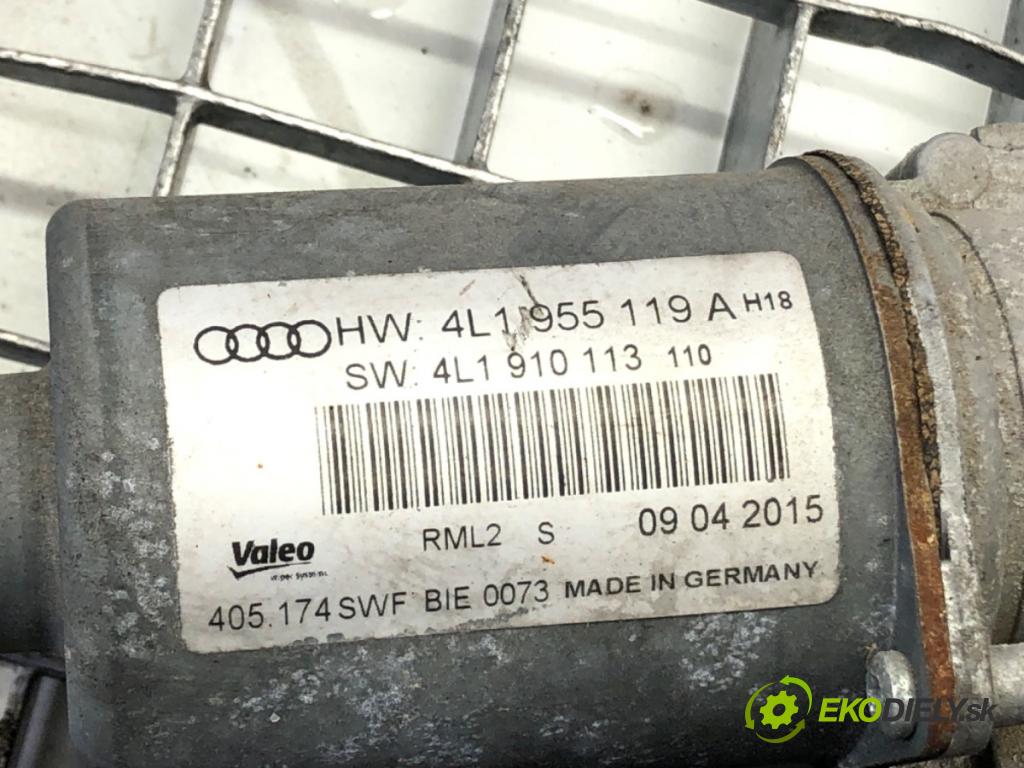 HW: 4L1 955 119 A H18
SW: 4L1 910 113 110
RML2 S 09 04 2015
Valeo
405.174 SWF BIE 0073 MADE IN GERMANY
EKODIELY.sk